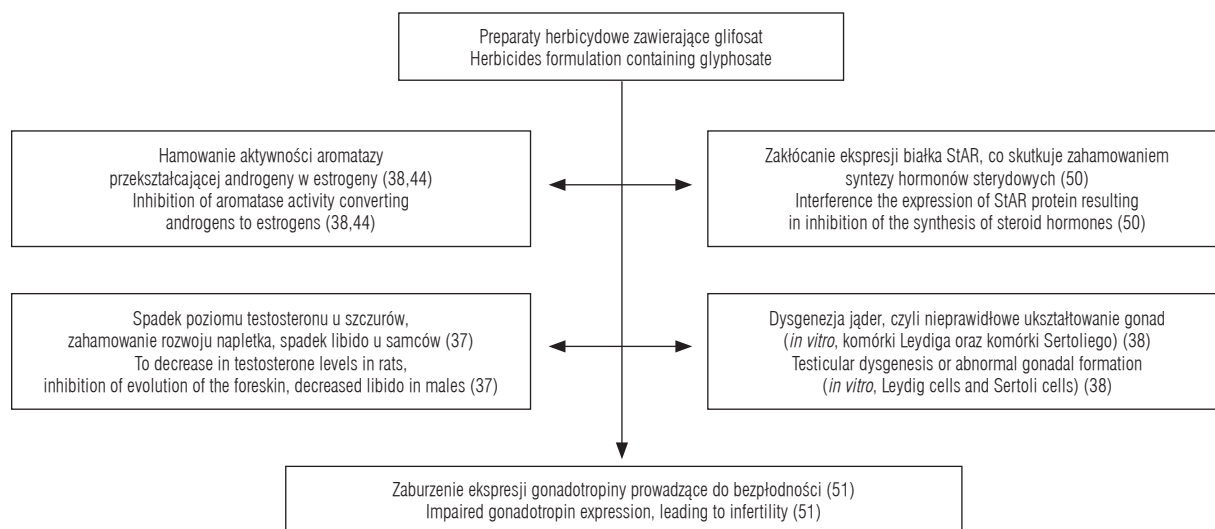 Preparaty herbicydowe zawierające glifosat
Herbicides formulation containing glyphosate
Hamowanie aktywności aromatazy
przekształcającej androgeny w estrogeny (38,44)
Inhibition of aromatase activity converting
androgens to estrogens (38,44)
Zakłócanie ekspresji białka StAR, co skutkuje zahamowaniem
syntezy hormonów sterydowych (50)
Interference the expression of StAR protein resulting
in inhibition of the synthesis of steroid hormones (50)
Spadek poziomu testosteronu u szczurów,
zahamowanie rozwoju napletka, spadek libido u samców (37)
To decrease in testosterone levels in rats,
inhibition of evolution of the foreskin, decreased libido in males (37)
Dysgenezja jąder, czyli nieprawidłowe ukształtowanie gonad
(in vitro, komórki Leydiga oraz komórki Sertoliego) (38)
Testicular dysgenesis or abnormal gonadal formation
(in vitro, Leydig cells and Sertoli cells) (38)
Zaburzenie ekspresji gonadotropiny prowadzące do bezpłodności (51)
Impaired gonadotropin expression, leading to infertility (51)